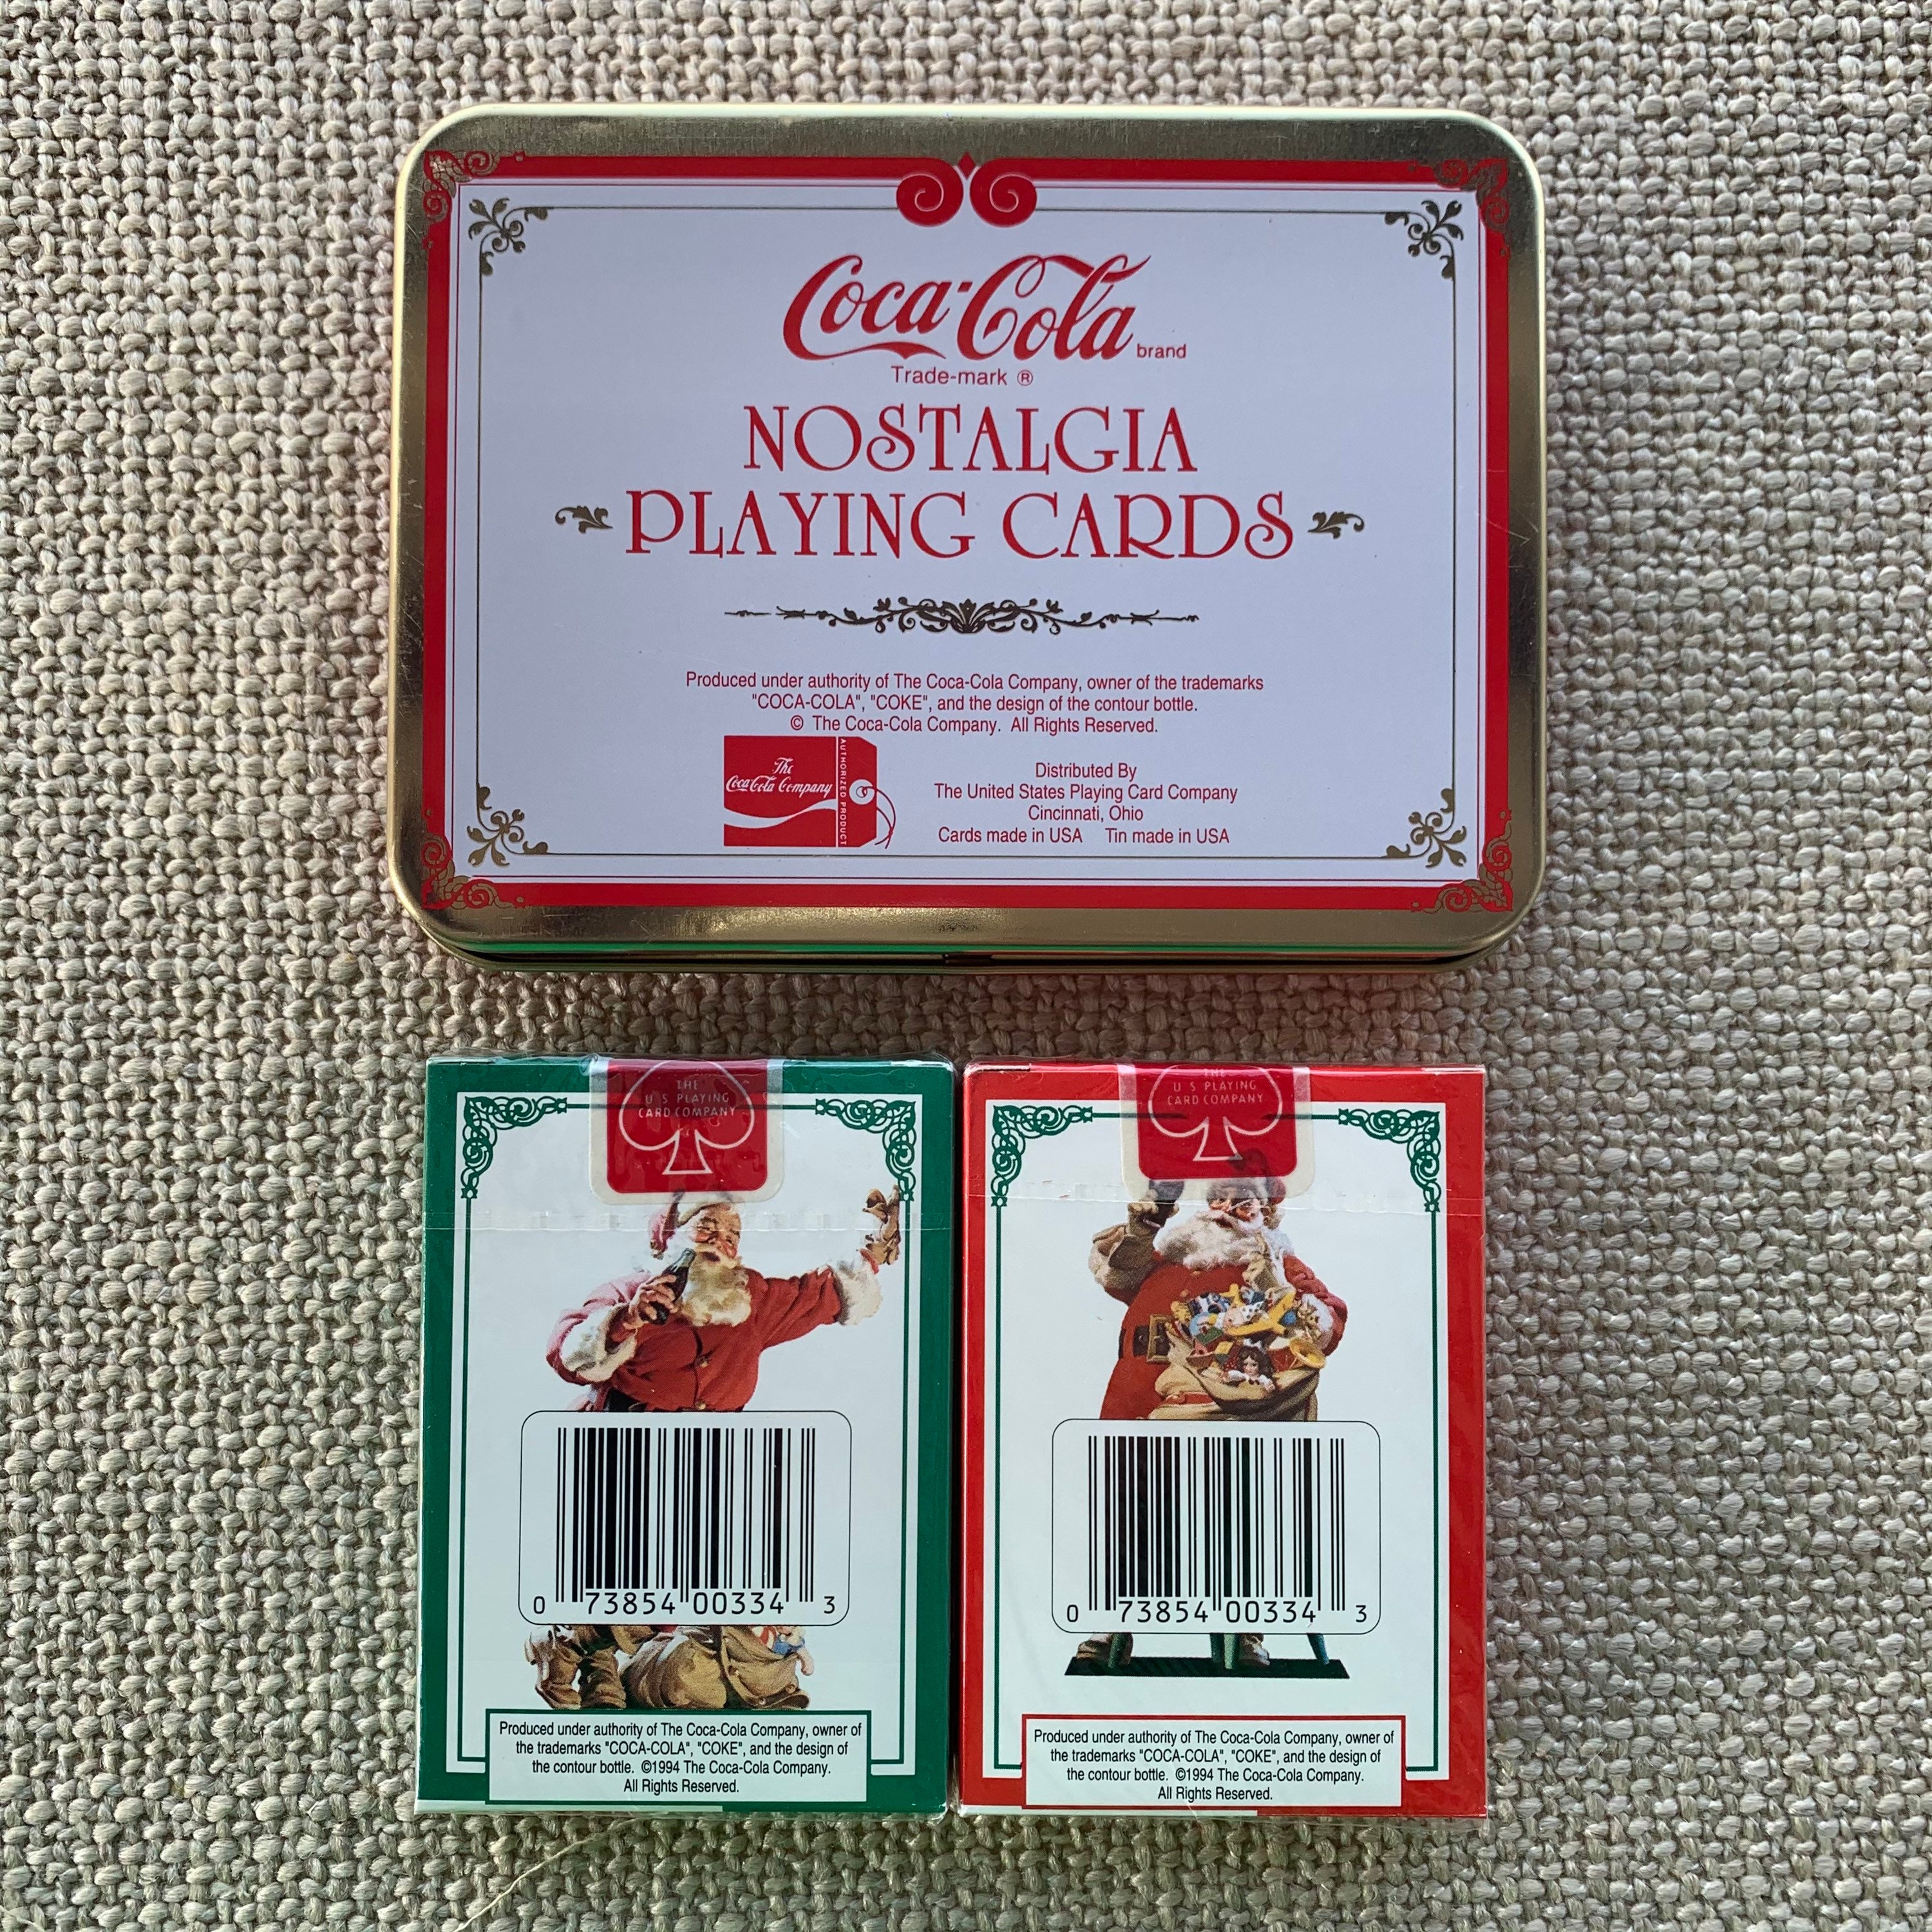 Coca-Cola brand
Trade-mark ®
NOSTALGIA
PLAYING CARDS
Produced under authority of The Coca-Cola Company, owner of the trademarks
"COCA-COLA", "COKE", and the design of the contour bottle.
© The Coca-Cola Company. All Rights Reserved.
The
Coca-Cola Company
AUTHORIZED PRODUCT
Distributed By
The United States Playing Card Company
Cincinnati, Ohio
Cards made in USA Tin made in USA
THE
U S PLAYING
CARD COMPANY
0 73854 00334 3
Produced under authority of The Coca-Cola Company, owner of
the trademarks "COCA-COLA", "COKE", and the design of
the contour bottle. ©1994 The Coca-Cola Company.
All Rights Reserved.
THE
U S PLAYING
CARD COMPANY
0 73854 00334 3
Produced under authority of The Coca-Cola Company, owner of
the trademarks "COCA-COLA", "COKE", and the design of
the contour bottle. ©1994 The Coca-Cola Company.
All Rights Reserved.